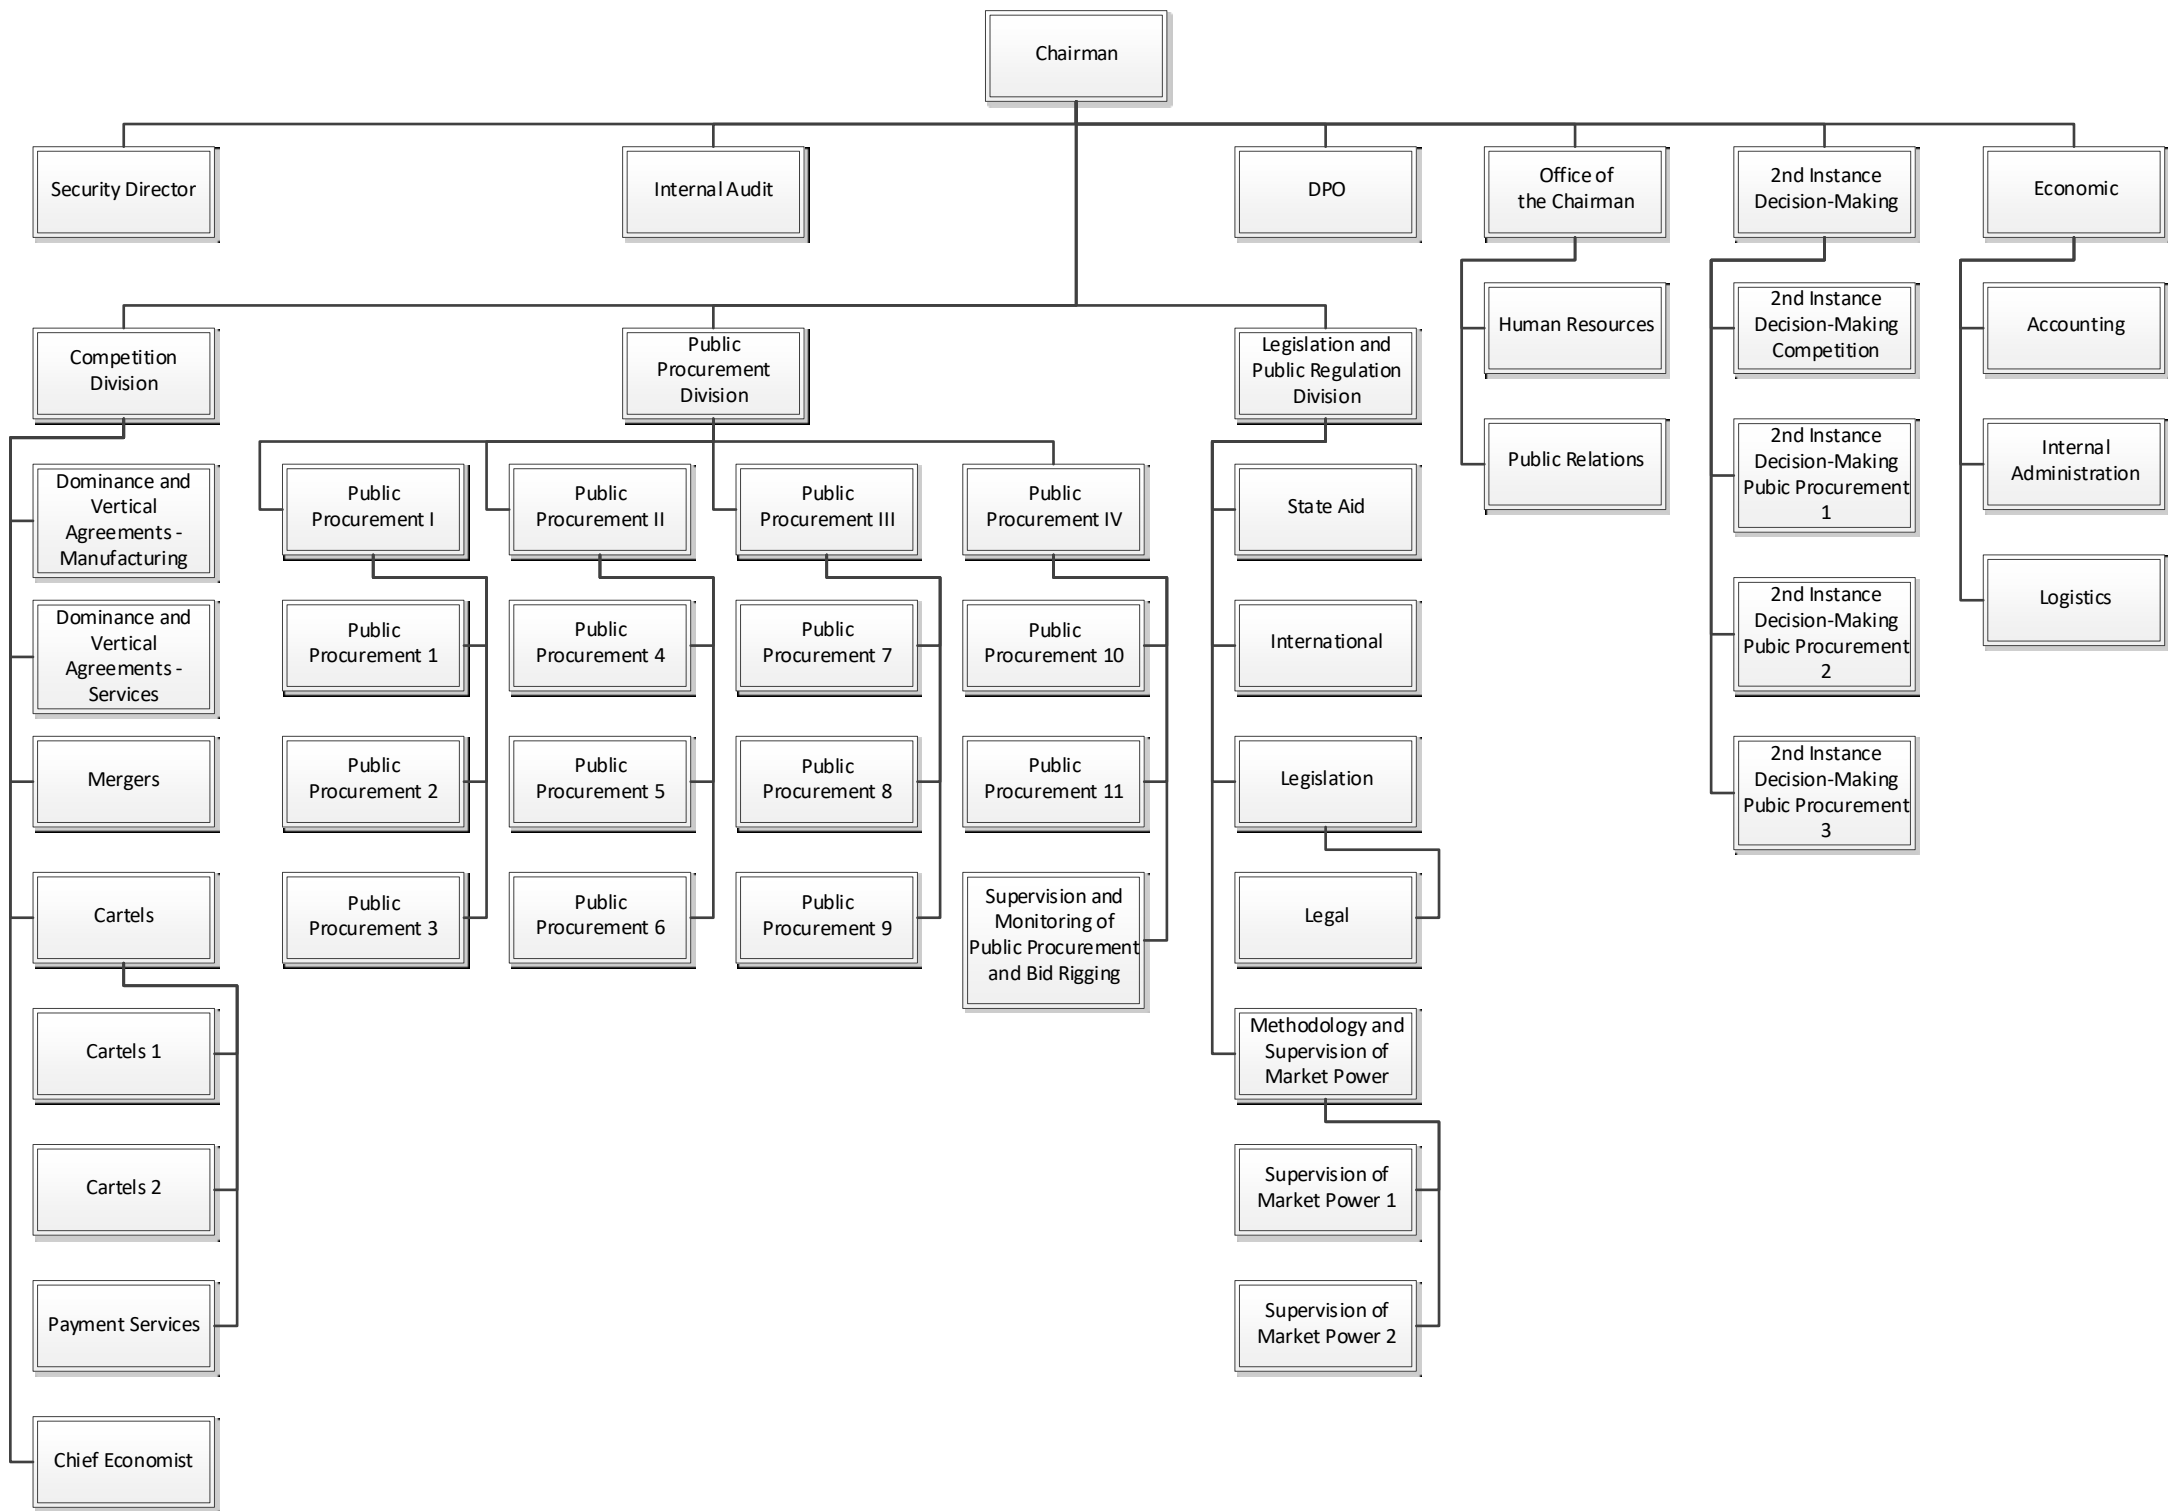 Chairman
Security Director
Internal Audit
DPO
Office of
the Chairman
2nd Instance
Decision-Making
Economic
Human Resources
2nd Instance
Decision-Making
Competition
Accounting
Competition
Division
Public
Procurement
Division
Legislation and
Public Regulation
Division
Public Relations
2nd Instance
Decision-Making
Pubic Procurement
1
Internal
Administration
Dominance and
Vertical
Agreements -
Manufacturing
Public
Procurement I
Public
Procurement II
Public
Procurement III
Public
Procurement IV
State Aid
2nd Instance
Decision-Making
Pubic Procurement
2
Logistics
Dominance and
Vertical
Agreements -
Services
Public
Procurement 1
Public
Procurement 4
Public
Procurement 7
Public
Procurement 10
International
2nd Instance
Decision-Making
Pubic Procurement
3
Mergers
Public
Procurement 2
Public
Procurement 5
Public
Procurement 8
Public
Procurement 11
Legislation
Cartels
Public
Procurement 3
Public
Procurement 6
Public
Procurement 9
Supervision and
Monitoring of
Public Procurement
and Bid Rigging
Legal
Cartels 1
Methodology and
Supervision of
Market Power
Cartels 2
Supervision of
Market Power 1
Payment Services
Supervision of
Market Power 2
Chief Economist